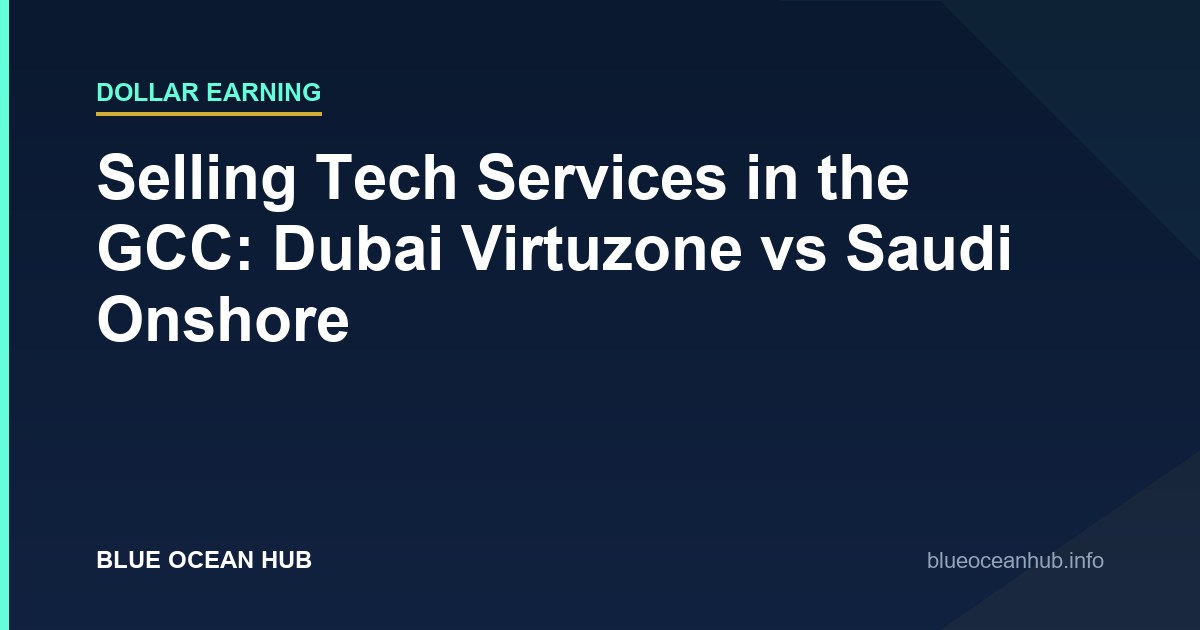 DOLLAR EARNING
Selling Tech Services in the
GCC: Dubai Virtuzone vs Saudi
Onshore
BLUE OCEAN HUB
blueoceanhub.info